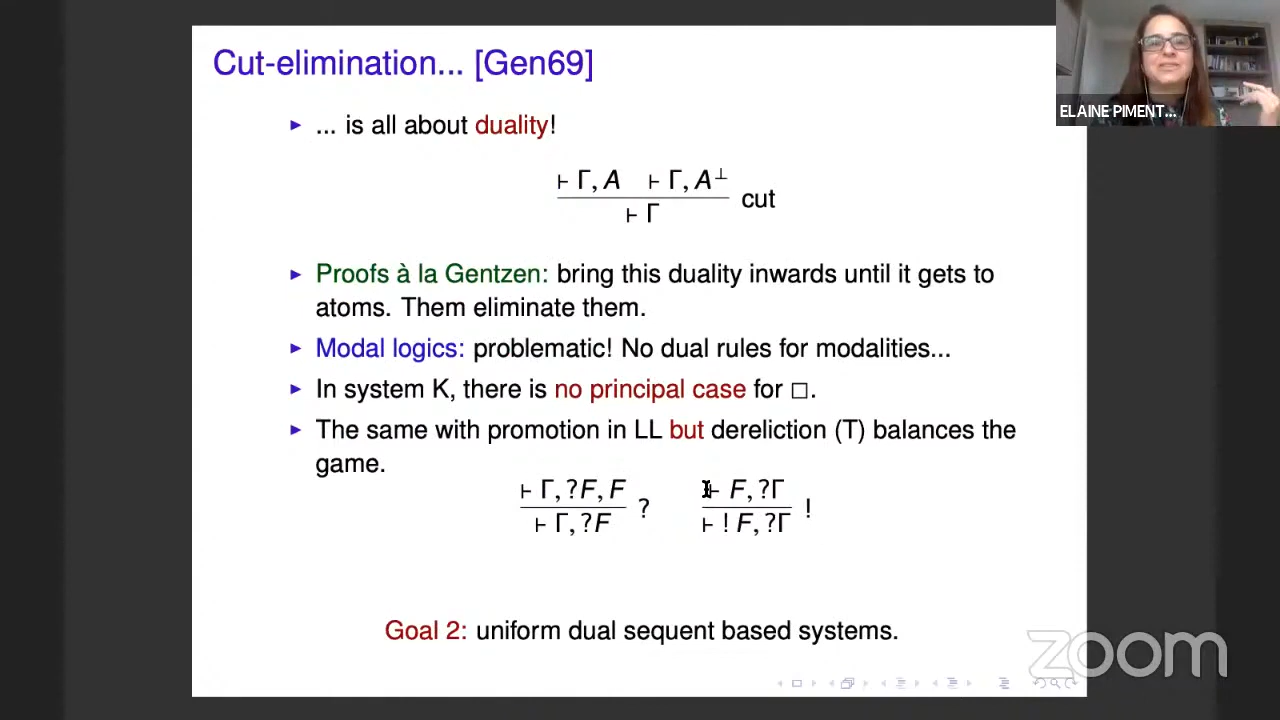 Cut-elimination... [Gen69]
ELAINE PIMENT...
► ... is all about duality!
⊢ Γ, A ⊢ Γ, A⊥
⊢ Γ cut
► Proofs à la Gentzen: bring this duality inwards until it gets to
atoms. Them eliminate them.
► Modal logics: problematic! No dual rules for modalities...
► In system K, there is no principal case for □.
► The same with promotion in LL but dereliction (T) balances the
game.
⊢ Γ, ?F, F ⊢ F, ?Γ
⊢ Γ, ?F ? ⊢ ! F, ?Γ !
Goal 2: uniform dual sequent based systems.
zoom